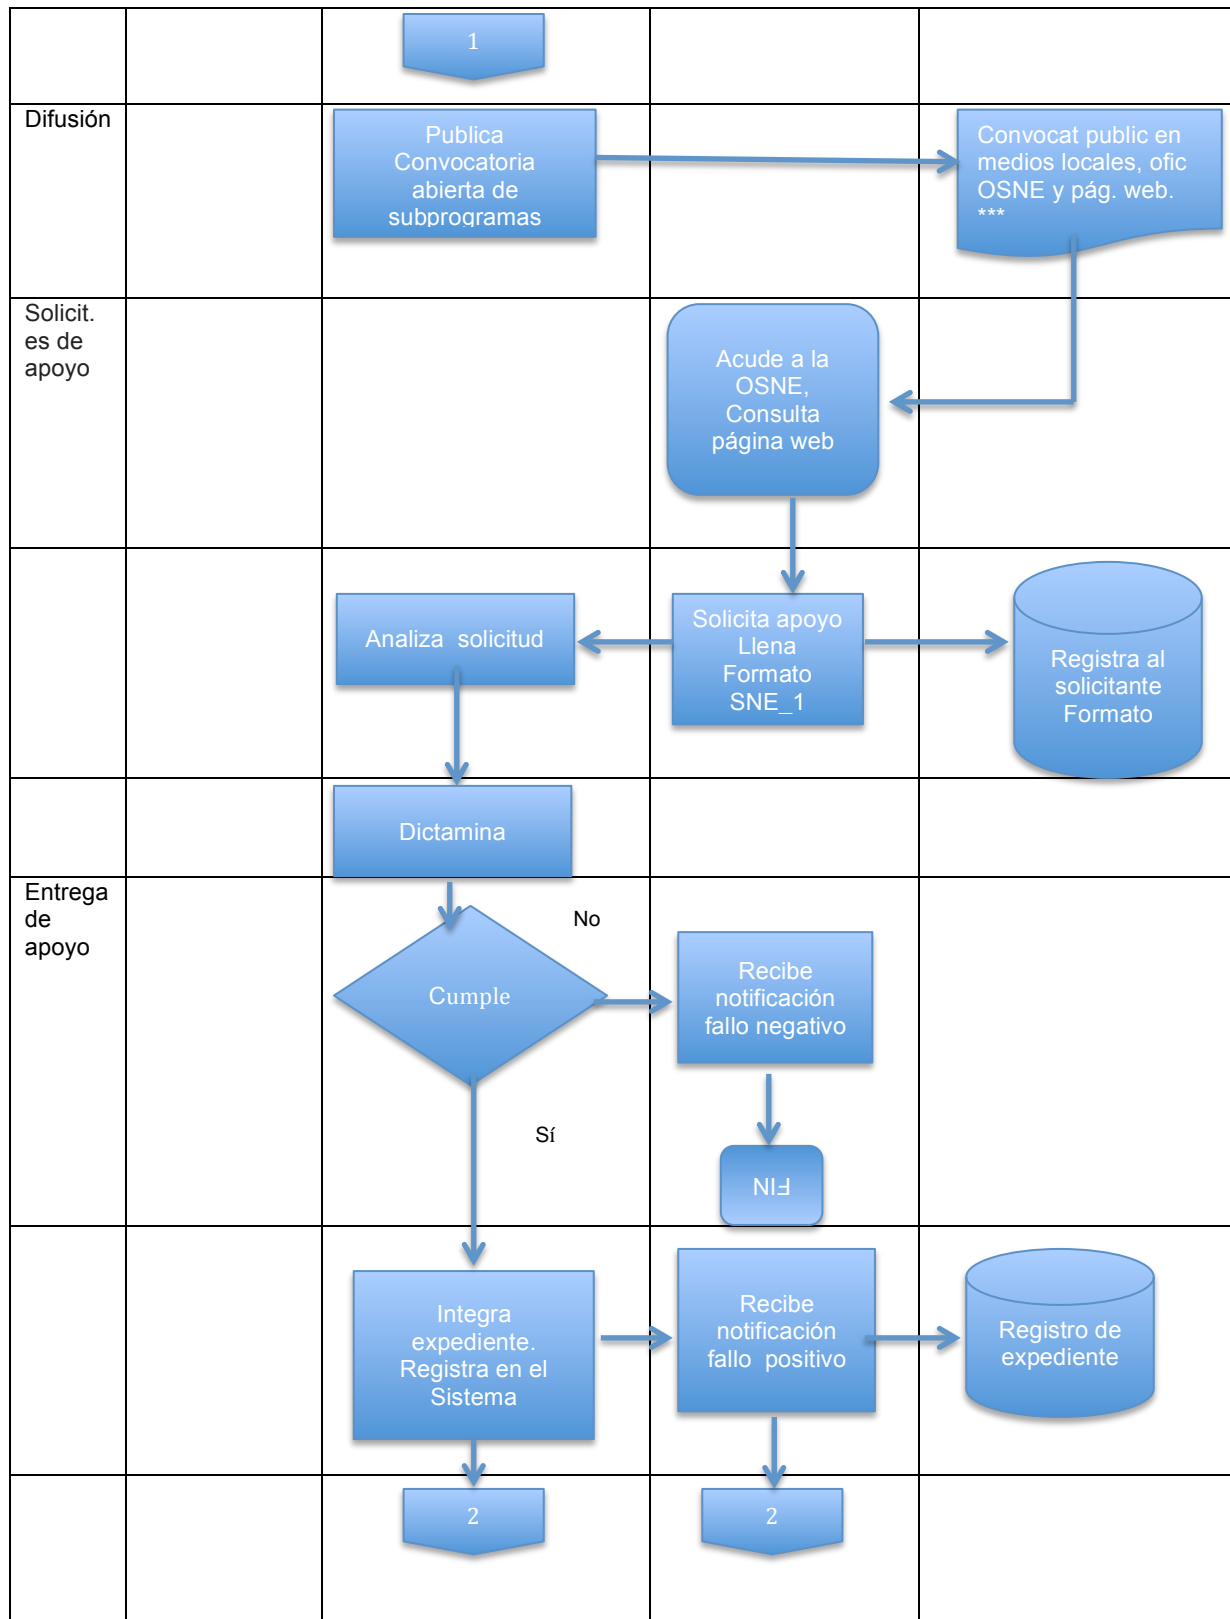 1
Difusión
Publica
Convocatoria
abierta de
subprogramas
Convocat public en
medios locales, ofic
OSNE y pág. web.
***
Solicit.
es de
apoyo
Acude a la
OSNE,
Consulta
página web
Analiza solicitud
Solicita apoyo
Llena
Formato
SNE_1
Registra al
solicitante
Formato
Dictamina
Entrega
de
apoyo
No
Cumple
Recibe
notificación
fallo negativo
Sí
FIN
Integra
expediente.
Registra en el
Sistema
Recibe
notificación
fallo positivo
Registro de
expediente
2
2